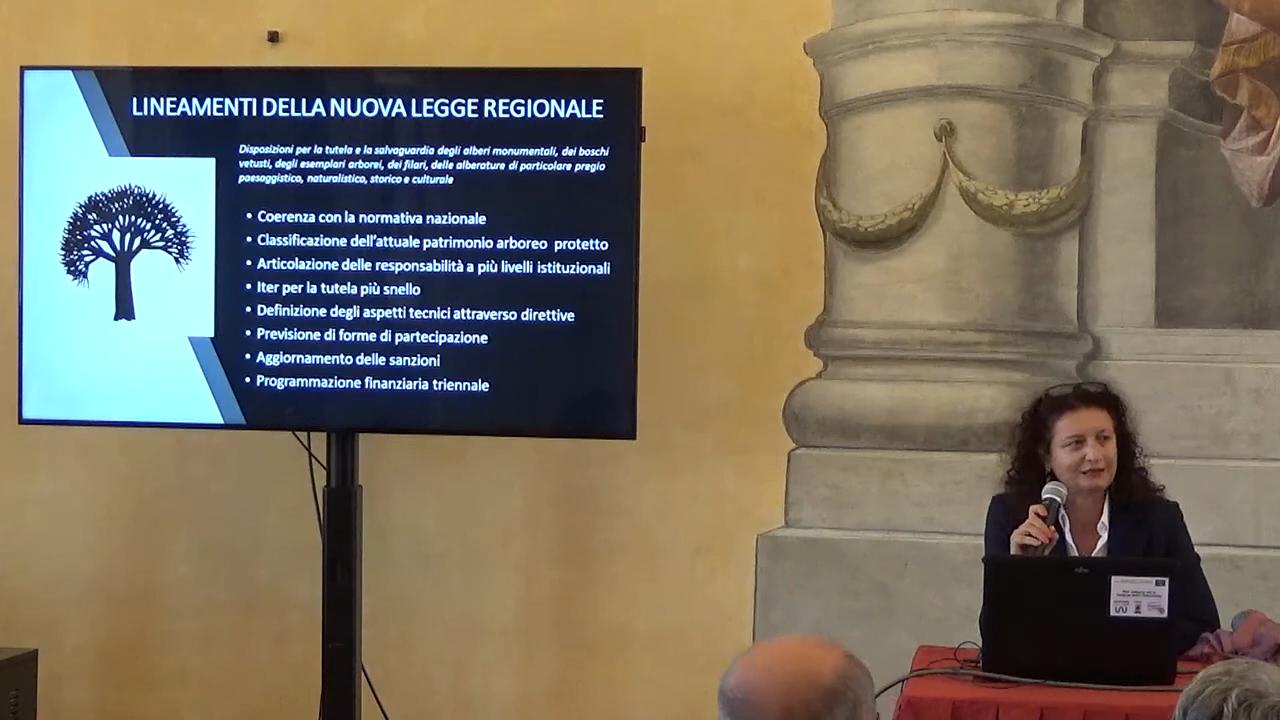 LINEAMENTI DELLA NUOVA LEGGE REGIONALE
Disposizioni per la tutela e la salvaguardia degli alberi monumentali, dei boschi
vetusti, degli esemplari arborei, dei filari, delle alberature di particolare pregio
paesaggistico, naturalistico, storico e culturale
• Coerenza con la normativa nazionale
• Classificazione dell'attuale patrimonio arboreo protetto
• Articolazione delle responsabilità a più livelli istituzionali
• Iter per la tutela più snello
• Definizione degli aspetti tecnici attraverso direttive
• Previsione di forme di partecipazione
• Aggiornamento delle sanzioni
• Programmazione finanziaria triennale